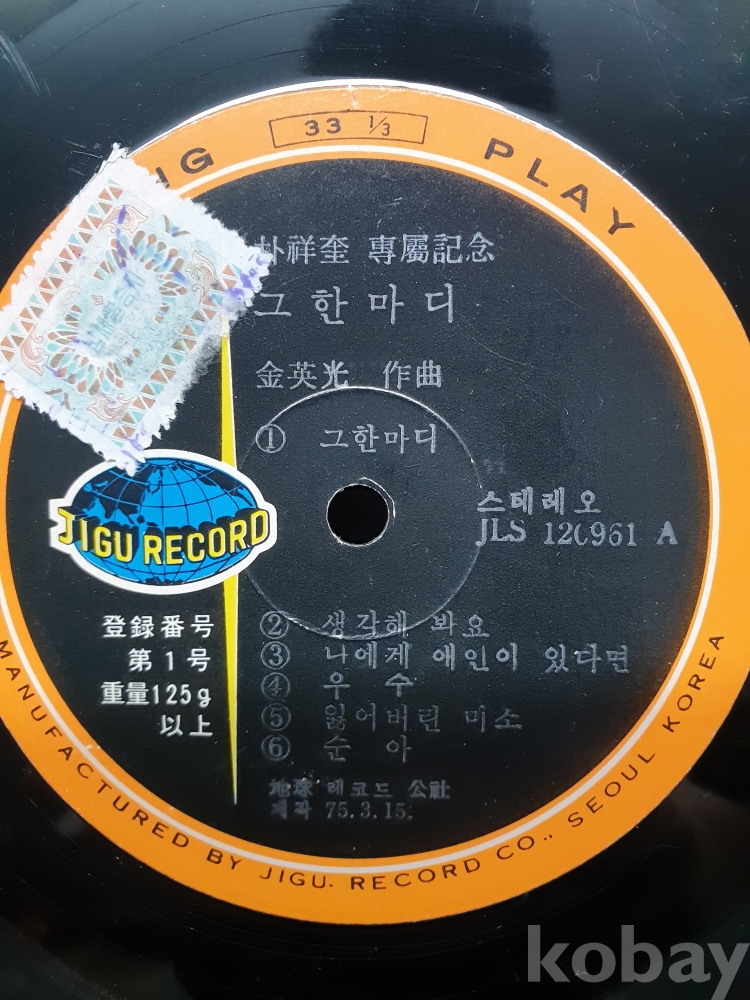 33 ⅓
PLAY
朴祥奎 專屬記念
그 한 마 디
金英光 作曲
① 그한마디
스테레오
JLS 120961 A
JIGU RECORD
登録番号
第1号
重量125g
以上
② 생각해 봐요
③ 나에게 애인이 있다면
④ 우 수
⑤ 잃어버린 미소
⑥ 순 아
地球 레코드 公社
제작 75.3.15.
MANUFACTURED BY JIGU. RECORD CO., SEOUL KOREA
kobay